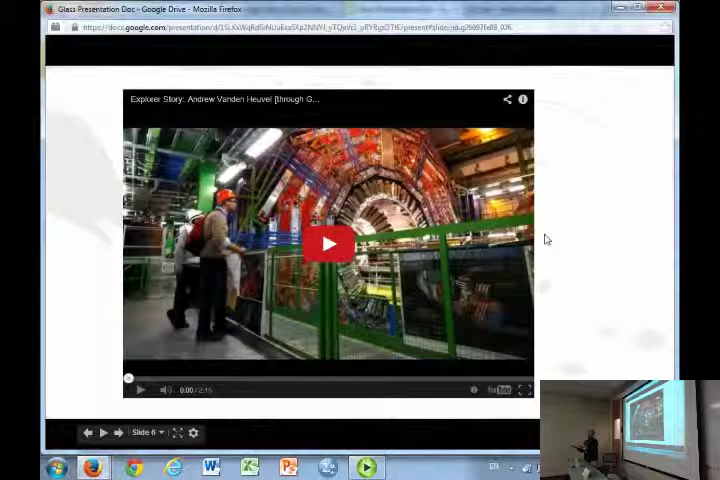 Glass Presentation Doc - Google Drive - Mozilla Firefox
Explorer Story: Andrew Vanden Heuvel [through G...
0:00 / 2:15
Slide 6
EN